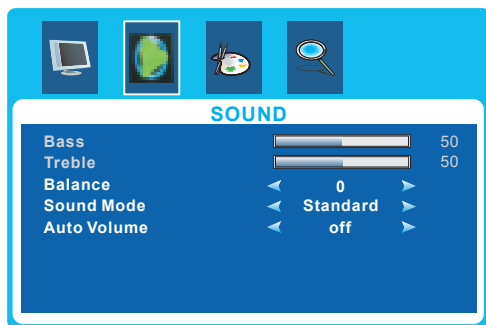 SOUND
Bass 50
Treble 50
Balance 0
Sound Mode Standard
Auto Volume off